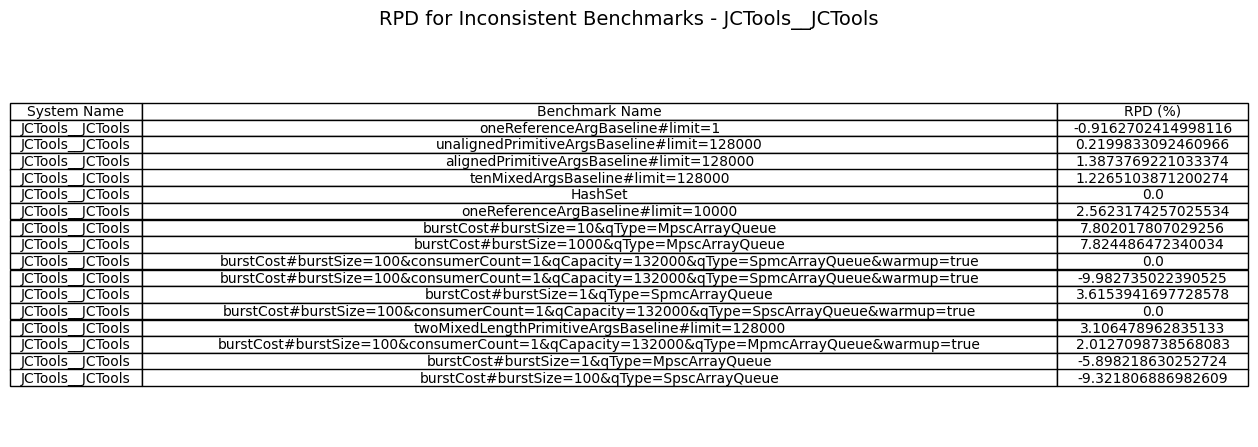 RPD for Inconsistent Benchmarks - JCTools__JCTools
System Name Benchmark Name RPD (%)
JCTools__JCTools oneReferenceArgBaseline#limit=1 -0.9162702414998116
JCTools__JCTools unalignedPrimitiveArgsBaseline#limit=128000 0.2199833092460966
JCTools__JCTools alignedPrimitiveArgsBaseline#limit=128000 1.3873769221033374
JCTools__JCTools tenMixedArgsBaseline#limit=128000 1.2265103871200274
JCTools__JCTools HashSet 0.0
JCTools__JCTools oneReferenceArgBaseline#limit=10000 2.5623174257025534
JCTools__JCTools burstCost#burstSize=10&qType=MpscArrayQueue 7.802017807029256
JCTools__JCTools burstCost#burstSize=1000&qType=MpscArrayQueue 7.824486472340034
JCTools__JCTools burstCost#burstSize=100&consumerCount=1&qCapacity=132000&qType=SpmcArrayQueue&warmup=true 0.0
JCTools__JCTools burstCost#burstSize=100&consumerCount=1&qCapacity=132000&qType=SpmcArrayQueue&warmup=true -9.982735022390525
JCTools__JCTools burstCost#burstSize=1&qType=SpmcArrayQueue 3.6153941697728578
JCTools__JCTools burstCost#burstSize=100&consumerCount=1&qCapacity=132000&qType=SpscArrayQueue&warmup=true 0.0
JCTools__JCTools twoMixedLengthPrimitiveArgsBaseline#limit=128000 3.106478962835133
JCTools__JCTools burstCost#burstSize=100&consumerCount=1&qCapacity=132000&qType=MpmcArrayQueue&warmup=true 2.0127098738568083
JCTools__JCTools burstCost#burstSize=1&qType=MpscArrayQueue -5.898218630252724
JCTools__JCTools burstCost#burstSize=100&qType=SpscArrayQueue -9.321806886982609